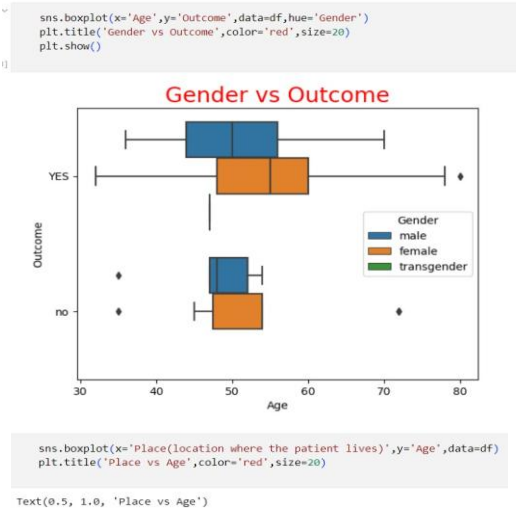 sns.boxplot(x='Age',y='Outcome',data=df,hue='Gender')
plt.title('Gender vs Outcome',color='red',size=20)
plt.show()
Gender vs Outcome
YES
no
Outcome
Gender
male
female
transgender
30 40 50 60 70 80
Age
sns.boxplot(x='Place(location where the patient lives)',y='Age',data=df)
plt.title('Place vs Age',color='red',size=20)
Text(0.5, 1.0, 'Place vs Age')